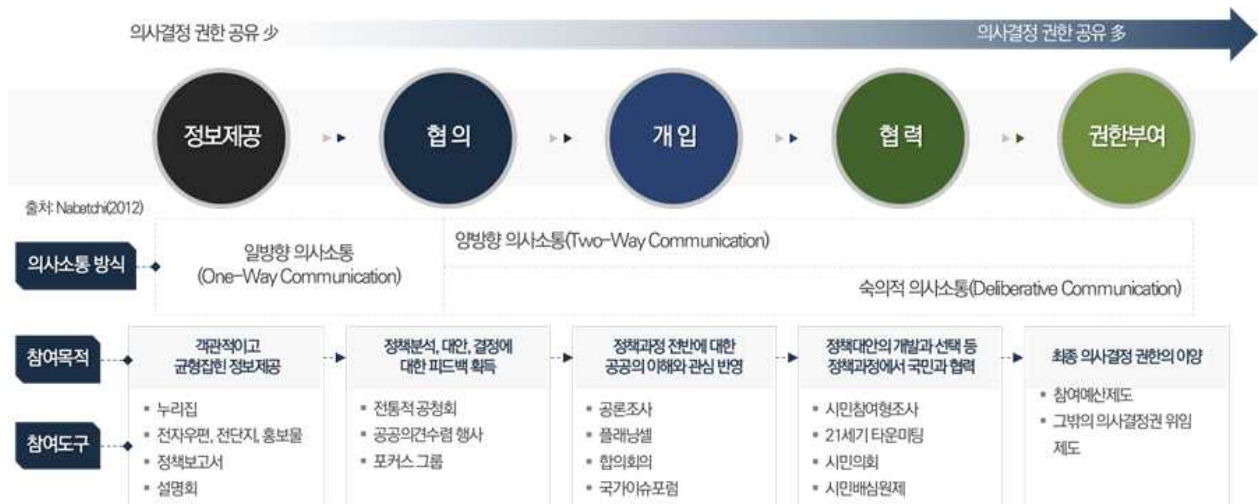 의사결정 권한 공유 少
의사결정 권한 공유 多
정보제공
협 의
개 입
협 력
권한부여
출처: Nabatchi(2012)
의사소통 방식
일방향 의사소통
(One-Way Communication)
양방향 의사소통(Two-Way Communication)
숙의적 의사소통(Deliberative Communication)
참여목적
객관적이고
균형잡힌 정보제공
정책분석, 대안, 결정에
대한 피드백 획득
정책과정 전반에 대한
공공의 이해와 관심 반영
정책대안의 개발과 선택 등
정책과정에서 국민과 협력
최종 의사결정 권한의 이양
참여도구
▪ 누리집
▪ 전자우편, 전단지, 홍보물
▪ 정책보고서
▪ 설명회
▪ 전통적 공청회
▪ 공공의견수렴 행사
▪ 포커스 그룹
▪ 공론조사
▪ 플래닝셀
▪ 합의회의
▪ 국가이슈포럼
▪ 시민참여형조사
▪ 21세기 타운미팅
▪ 시민의회
▪ 시민배심원제
▪ 참여예산제도
▪ 그밖의 의사결정권 위임
제도